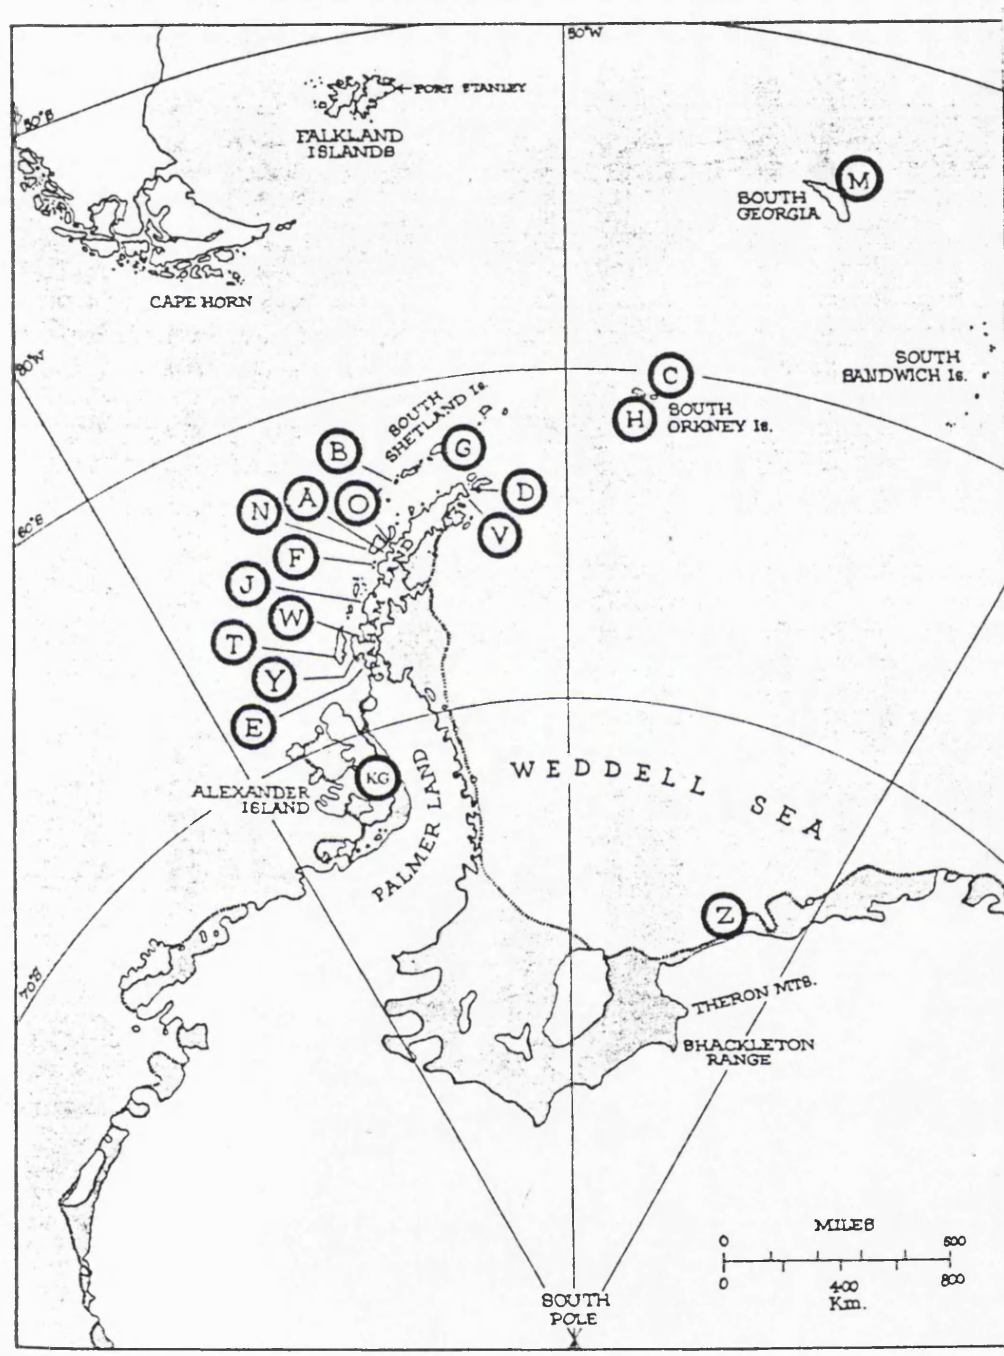 50°W
PORT STANLEY
FALKLAND
ISLANDS
50°S
M
SOUTH
GEORGIA
CAPE HORN
80°W
SOUTH
SANDWICH Is.
C
H
SOUTH
ORKNEY Is.
SOUTH
SHETLAND Is.
B
G
A
O
N
D
V
F
J
W
T
Y
E
60°S
KG
ALEXANDER
ISLAND
PALMER LAND
WEDDELL SEA
Z
70°S
THERON MTS.
SHACKLETON
RANGE
MILES
0 500
0 400 800
Km.
SOUTH
POLE